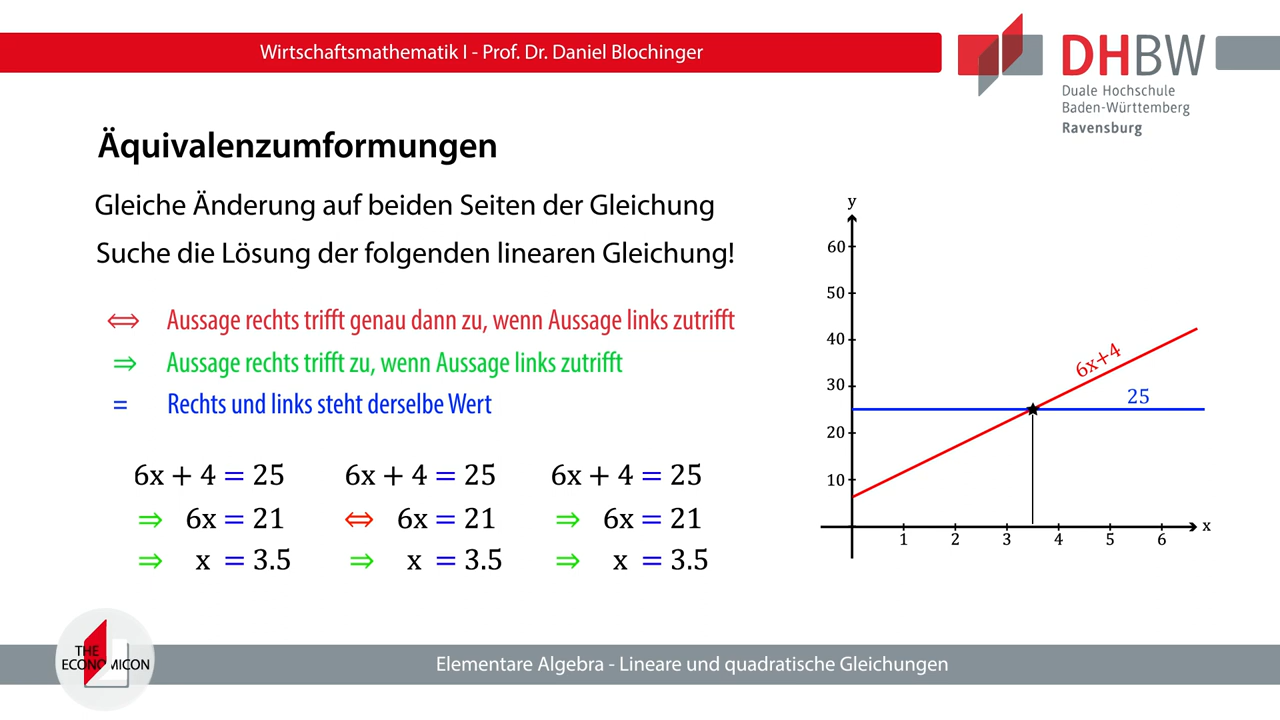 Wirtschaftsmathematik I - Prof. Dr. Daniel Blochinger
DHBW
Duale Hochschule
Baden-Württemberg
Ravensburg
Äquivalenzumformungen
Gleiche Änderung auf beiden Seiten der Gleichung
Suche die Lösung der folgenden linearen Gleichung!
⇔ Aussage rechts trifft genau dann zu, wenn Aussage links zutrifft
⇒ Aussage rechts trifft zu, wenn Aussage links zutrifft
= Rechts und links steht derselbe Wert
6x + 4 = 25 6x + 4 = 25 6x + 4 = 25
⇒ 6x = 21 ⇔ 6x = 21 ⇒ 6x = 21
⇒ x = 3.5 ⇒ x = 3.5 ⇒ x = 3.5
y
60
50
40
30
20
10
6x+4
25
1 2 3 4 5 6 x
THE
ECONOMICON
Elementare Algebra - Lineare und quadratische Gleichungen